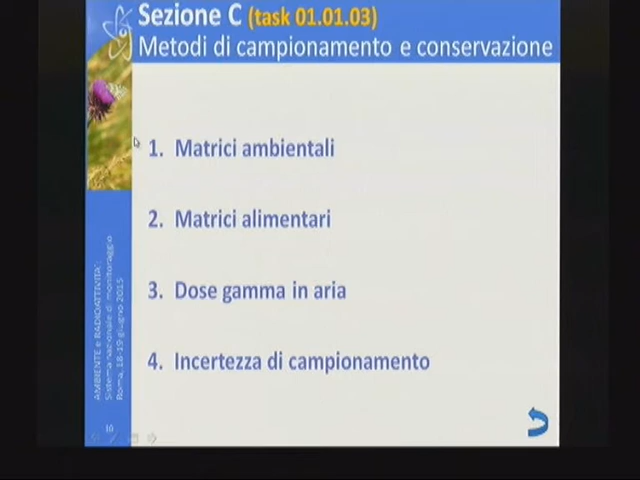 Sezione C (task 01.01.03)
Metodi di campionamento e conservazione
1. Matrici ambientali
2. Matrici alimentari
3. Dose gamma in aria
4. Incertezza di campionamento
AMBIENTE e RADIOATTIVITA':
Sistema nazionale di monitoraggio
Roma, 18-19 giugno 2015